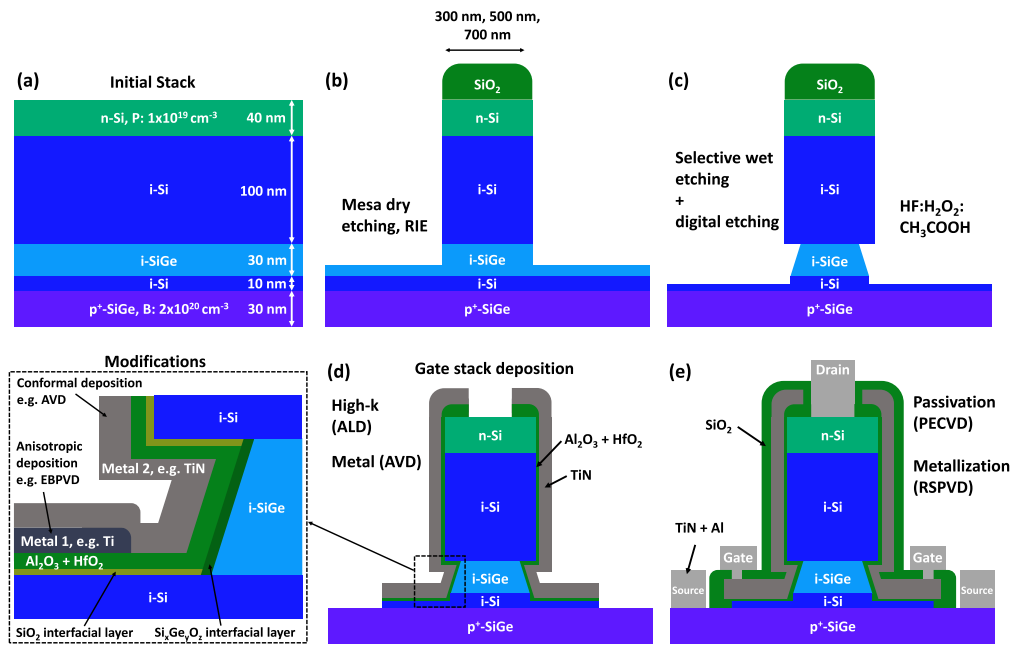 300 nm, 500 nm,
700 nm
(a)
Initial Stack
n-Si, P: 1x10¹⁹ cm⁻³
40 nm
i-Si
100 nm
i-SiGe
30 nm
i-Si
10 nm
p⁺-SiGe, B: 2x10²⁰ cm⁻³
30 nm
(b)
SiO₂
n-Si
i-Si
Mesa dry
etching, RIE
i-SiGe
i-Si
p⁺-SiGe
(c)
SiO₂
n-Si
Selective wet
etching
+
digital etching
i-Si
HF:H₂O₂:
CH₃COOH
i-SiGe
i-Si
p⁺-SiGe
Modifications
Conformal deposition
e.g. AVD
i-Si
Anisotropic
deposition
e.g. EBPVD
Metal 2, e.g. TiN
i-SiGe
Metal 1, e.g. Ti
Al₂O₃ + HfO₂
i-Si
SiO₂ interfacial layer
SiₓGeᵧO_z interfacial layer
(d)
Gate stack deposition
High-k
(ALD)
Metal (AVD)
n-Si
Al₂O₃ + HfO₂
TiN
i-Si
i-SiGe
i-Si
p⁺-SiGe
(e)
Drain
SiO₂
n-Si
Passivation
(PECVD)
Metallization
(RSPVD)
i-Si
TiN + Al
Gate
Gate
Source
i-SiGe
Source
i-Si
p⁺-SiGe